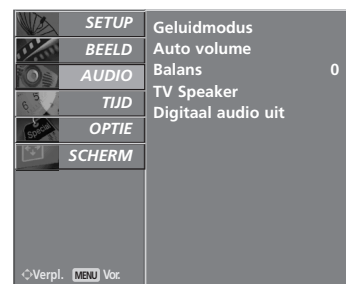 SETUP
BEELD
AUDIO
TIJD
OPTIE
SCHERM
Verpl. MENU Vor.
Geluidmodus
Auto volume
Balans 0
TV Speaker
Digitaal audio uit
Special